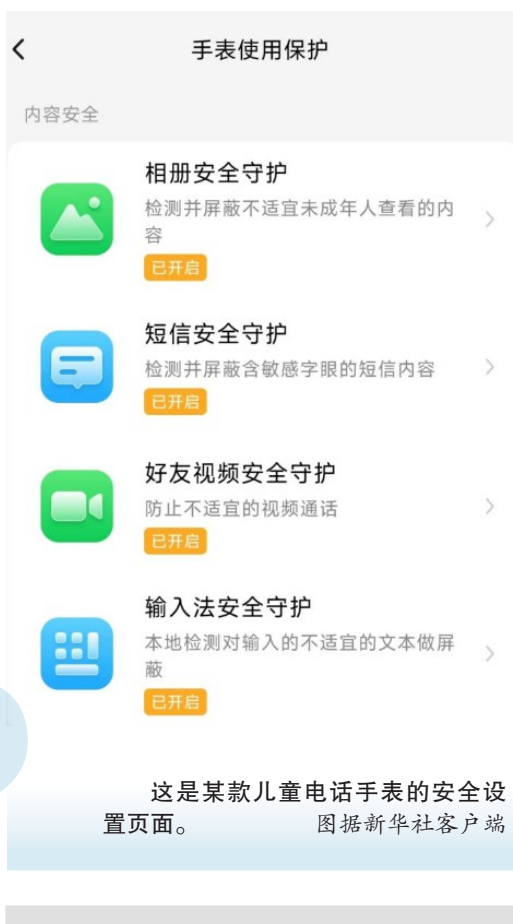 手表使用保护
内容安全
相册安全守护
检测并屏蔽不适宜未成年人查看的内
容
已开启
短信安全守护
检测并屏蔽含敏感字眼的短信内容
已开启
好友视频安全守护
防止不适宜的视频通话
已开启
输入法安全守护
本地检测对输入的不适宜的文本做屏
蔽
已开启
这是某款儿童电话手表的安全设
置页面。 图据新华社客户端